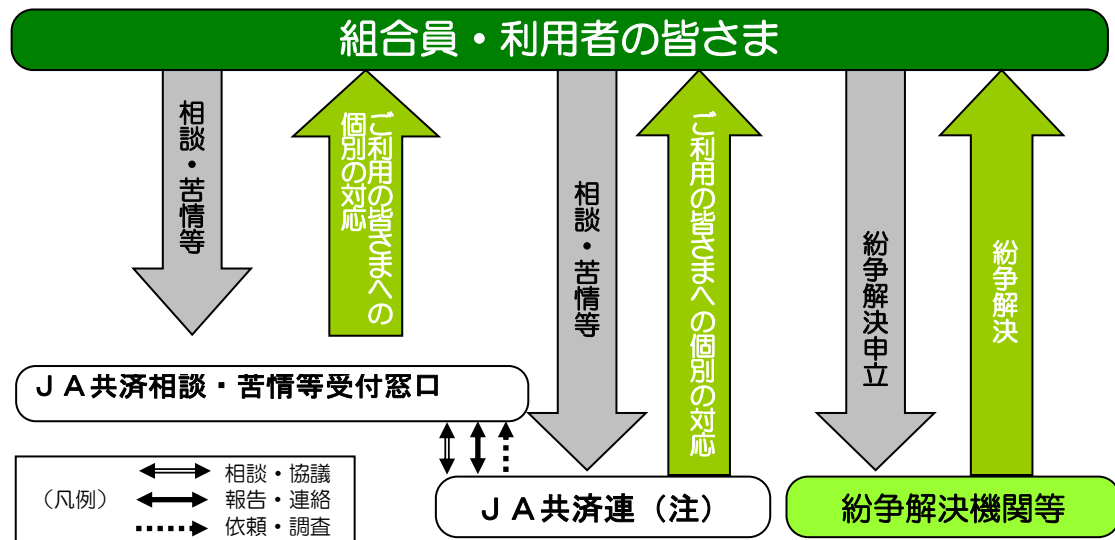 組合員・利用者の皆さま
相談・苦情等
ご利用の皆さまへの
個別の対応
相談・苦情等
ご利用の皆さまへの個別の対応
紛争解決申立
紛争解決
ＪＡ共済相談・苦情等受付窓口
（凡例）
相談・協議
報告・連絡
依頼・調査
ＪＡ共済連（注）
紛争解決機関等